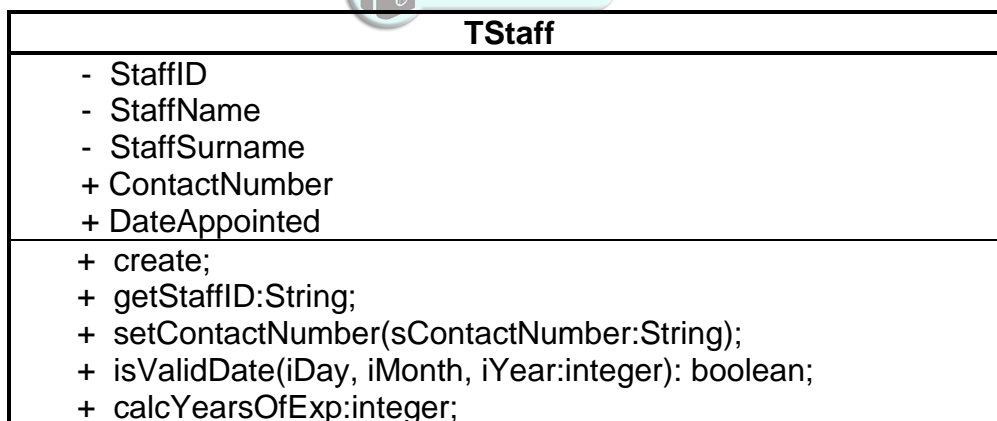 TStaff
- StaffID
- StaffName
- StaffSurname
+ ContactNumber
+ DateAppointed
+ create;
+ getStaffID:String;
+ setContactNumber(sContactNumber:String);
+ isValidDate(iDay, iMonth, iYear:integer): boolean;
+ calcYearsOfExp:integer;